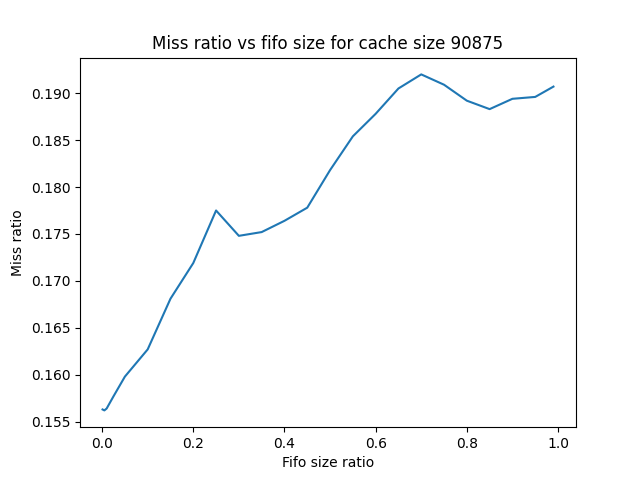 Miss ratio vs fifo size for cache size 90875
0.190
0.185
0.180
0.175
0.170
0.165
0.160
0.155
Miss ratio
0.0 0.2 0.4 0.6 0.8 1.0
Fifo size ratio